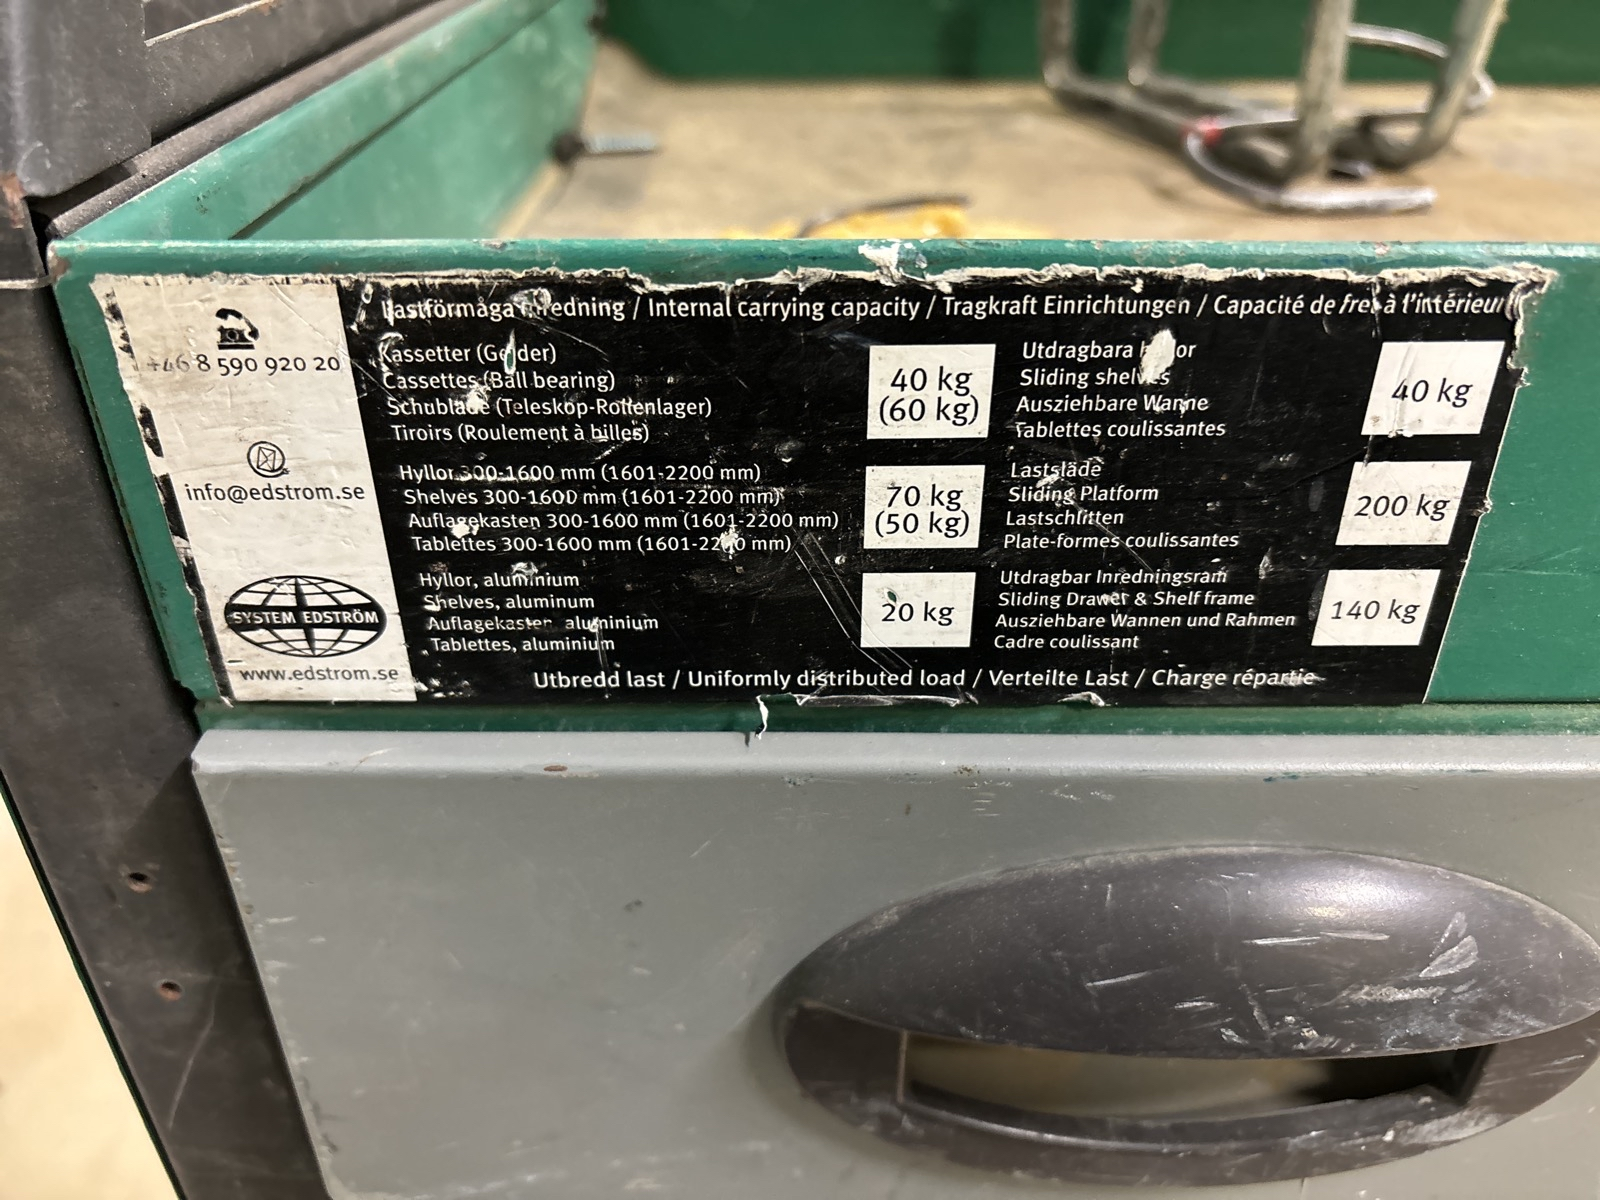 Lastförmåga inredning / Internal carrying capacity / Tragkraft Einrichtungen / Capacité de fret à l'intérieur
+46 8 590 920 20
info@edstrom.se
SYSTEM EDSTRÖM
www.edstrom.se
Kassetter (Gejder)
Cassettes (Ball bearing)
Schublade (Teleskop-Rollenlager)
Tiroirs (Roulement à billes)
40 kg
(60 kg)
Hyllor 300-1600 mm (1601-2200 mm)
Shelves 300-1600 mm (1601-2200 mm)
Auflagekasten 300-1600 mm (1601-2200 mm)
Tablettes 300-1600 mm (1601-2200 mm)
70 kg
(50 kg)
Hyllor, aluminium
Shelves, aluminum
Auflagekasten aluminium
Tablettes, aluminium
20 kg
Utdragbara hyllor
Sliding shelves
Ausziehbare Wanne
Tablettes coulissantes
40 kg
Lastsläde
Sliding Platform
Lastschlitten
Plate-formes coulissantes
200 kg
Utdragbar Inredningsram
Sliding Drawer & Shelf frame
Ausziehbare Wannen und Rahmen
Cadre coulissant
140 kg
Utbredd last / Uniformly distributed load / Verteilte Last / Charge répartie